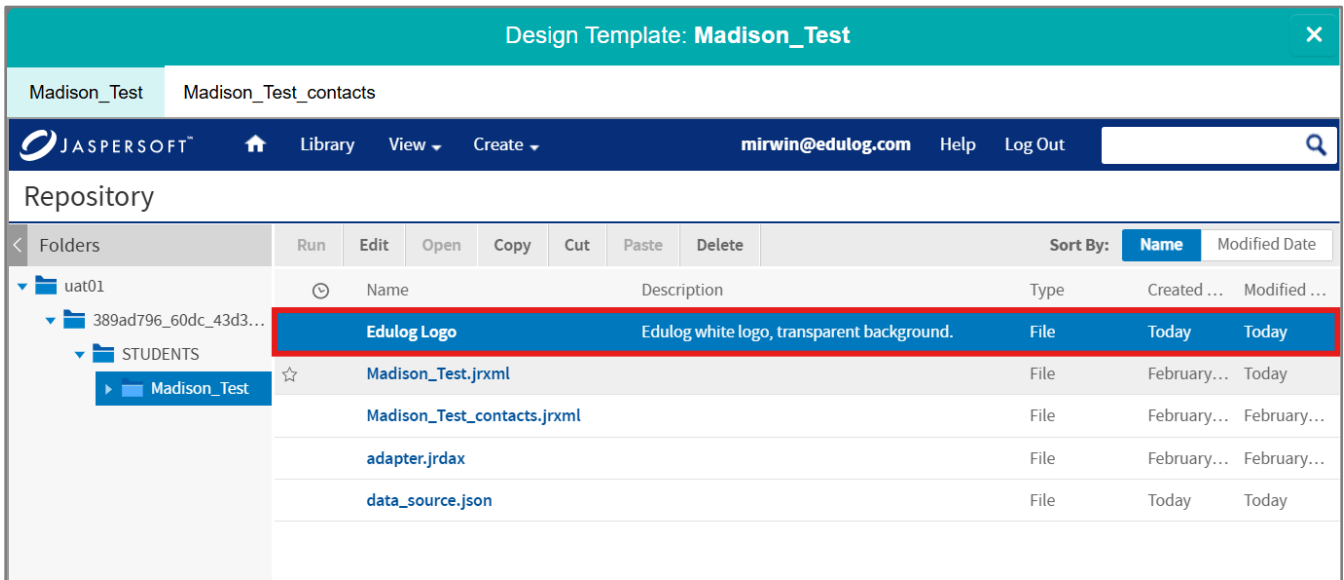 Design Template: Madison_Test ×
Madison_Test Madison_Test_contacts
JASPERSOFT™ Library View Create mirwin@edulog.com Help Log Out
Repository
Folders Run Edit Open Copy Cut Paste Delete Sort By: Name Modified Date
uat01 Name Description Type Created ... Modified ...
389ad796_60dc_43d3... Edulog Logo Edulog white logo, transparent background. File Today Today
STUDENTS Madison_Test.jrxml File February... Today
Madison_Test Madison_Test_contacts.jrxml File February... February...
adapter.jrdax File February... February...
data_source.json File Today Today